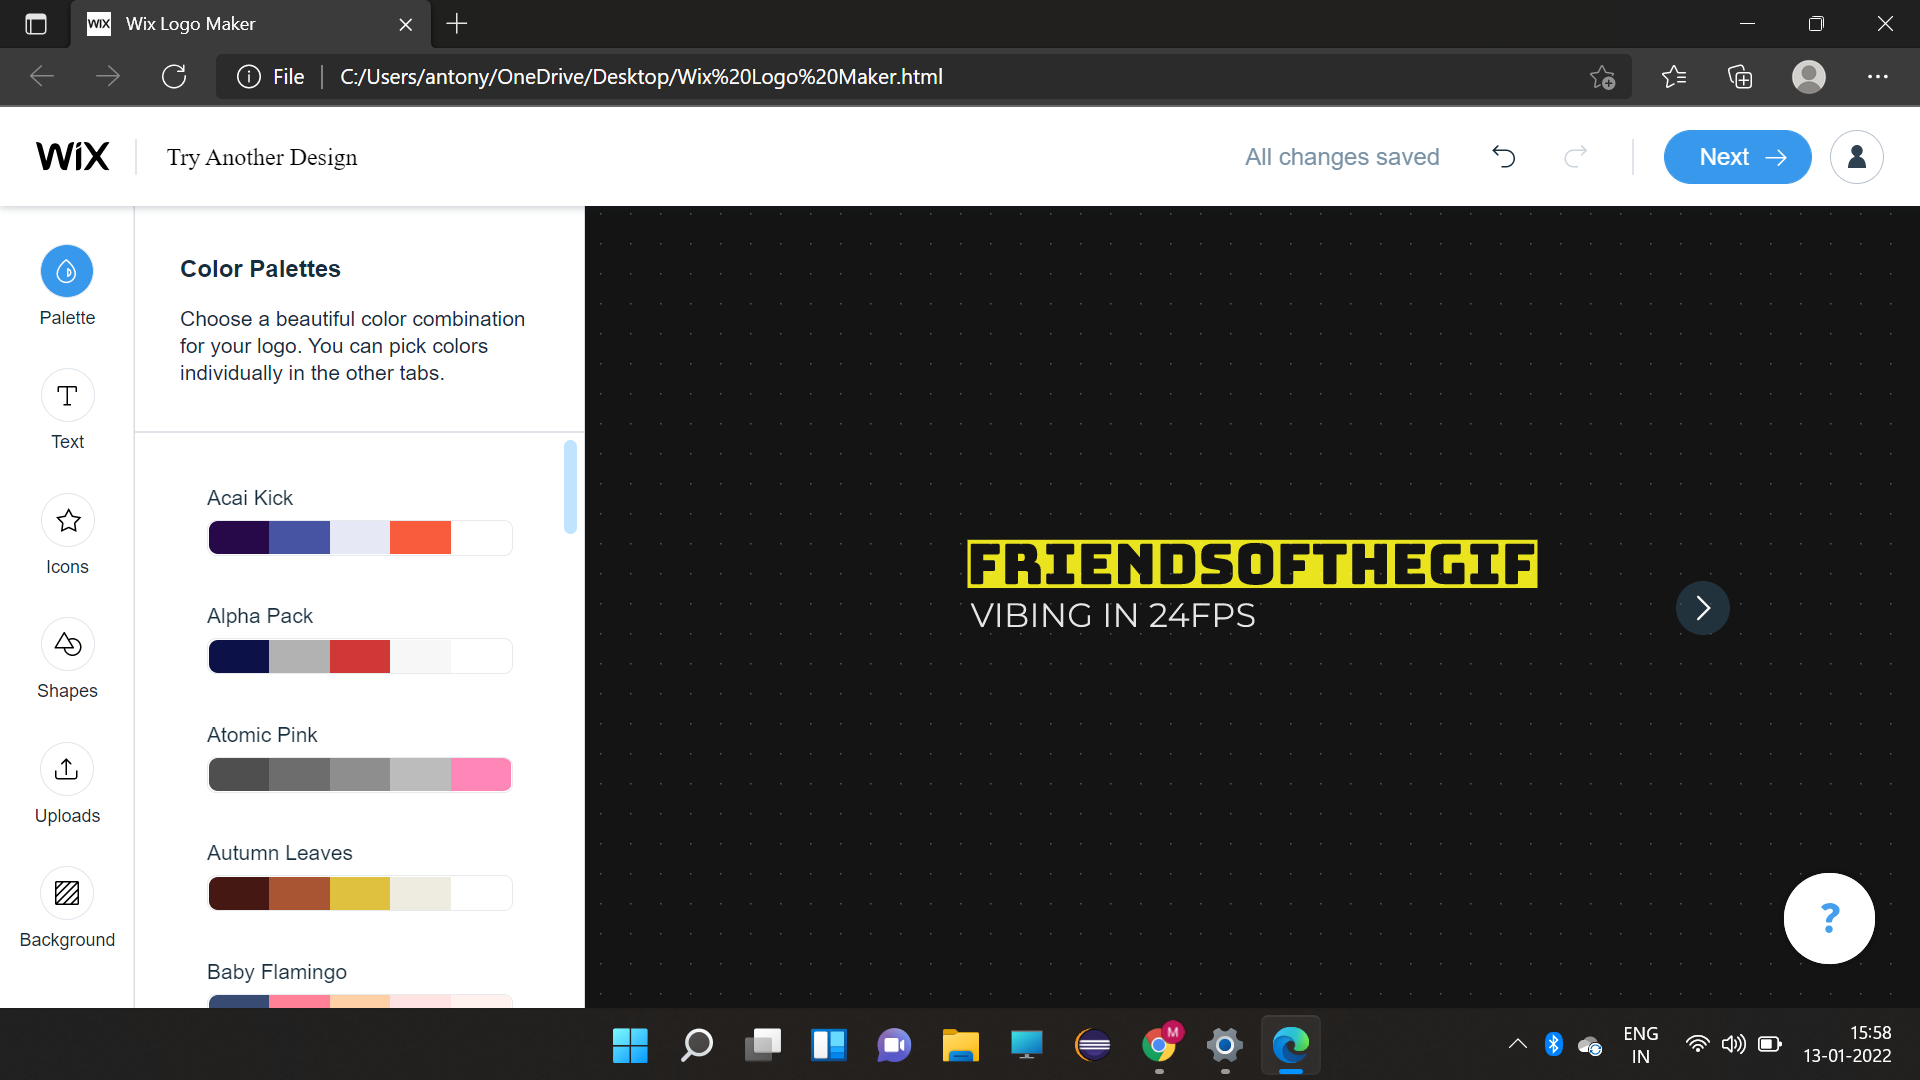 WiX
Wix Logo Maker
File
C:/Users/antony/OneDrive/Desktop/Wix%20Logo%20Maker.html
WiX
Try Another Design
All changes saved
Next
Palette
Text
Icons
Shapes
Uploads
Background
Color Palettes
Choose a beautiful color combination
for your logo. You can pick colors
individually in the other tabs.
Acai Kick
Alpha Pack
Atomic Pink
Autumn Leaves
Baby Flamingo
FRIENDSOFTHEGIF
VIBING IN 24FPS
?
M
ENG
IN
15:58
13-01-2022